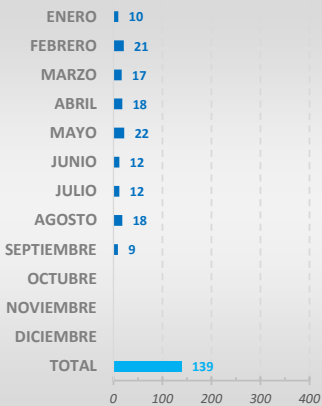 ENERO 10
FEBRERO 21
MARZO 17
ABRIL 18
MAYO 22
JUNIO 12
JULIO 12
AGOSTO 18
SEPTIEMBRE 9
OCTUBRE
NOVIEMBRE
DICIEMBRE
TOTAL 139
0 100 200 300 400